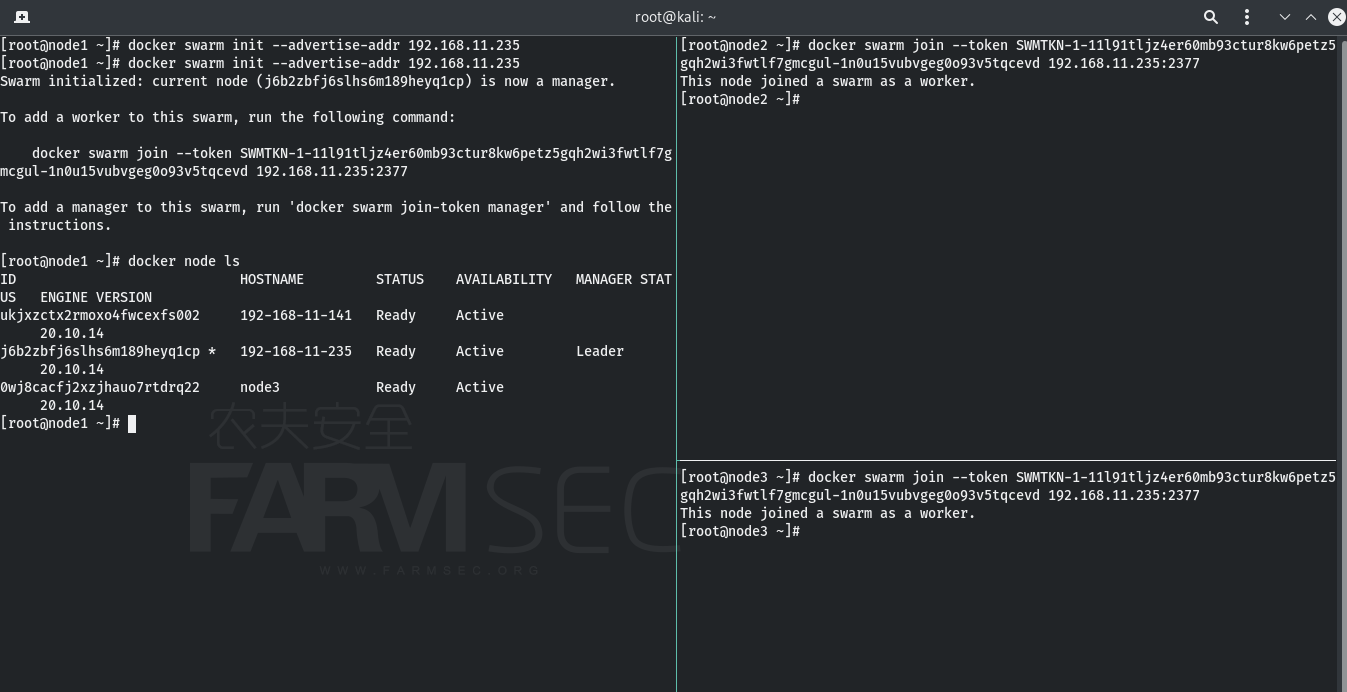 root@kali: ~
[root@node1 ~]# docker swarm init --advertise-addr 192.168.11.235
[root@node1 ~]# docker swarm init --advertise-addr 192.168.11.235
Swarm initialized: current node (j6b2zbfj6slhs6m189heyq1cp) is now a manager.
To add a worker to this swarm, run the following command:
docker swarm join --token SWMTKN-1-11l91tljz4er60mb93ctur8kw6petz5gqh2wi3fwtlf7g
mcgul-1n0u15vubvgeg0o93v5tqcevd 192.168.11.235:2377
To add a manager to this swarm, run 'docker swarm join-token manager' and follow the
instructions.
[root@node1 ~]# docker node ls
ID HOSTNAME STATUS AVAILABILITY MANAGER STAT
US ENGINE VERSION
ukjxzctx2rmoxo4fwcexfs002 192-168-11-141 Ready Active
20.10.14
j6b2zbfj6slhs6m189heyq1cp * 192-168-11-235 Ready Active Leader
20.10.14
0wj8cacfj2xzjhauo7rtdrq22 node3 Ready Active
20.10.14
[root@node1 ~]#
农夫安全
FARMSEC
WWW.FARMSEC.ORG
[root@node2 ~]# docker swarm join --token SWMTKN-1-11l91tljz4er60mb93ctur8kw6petz5
gqh2wi3fwtlf7gmcgul-1n0u15vubvgeg0o93v5tqcevd 192.168.11.235:2377
This node joined a swarm as a worker.
[root@node2 ~]#
[root@node3 ~]# docker swarm join --token SWMTKN-1-11l91tljz4er60mb93ctur8kw6petz5
gqh2wi3fwtlf7gmcgul-1n0u15vubvgeg0o93v5tqcevd 192.168.11.235:2377
This node joined a swarm as a worker.
[root@node3 ~]#